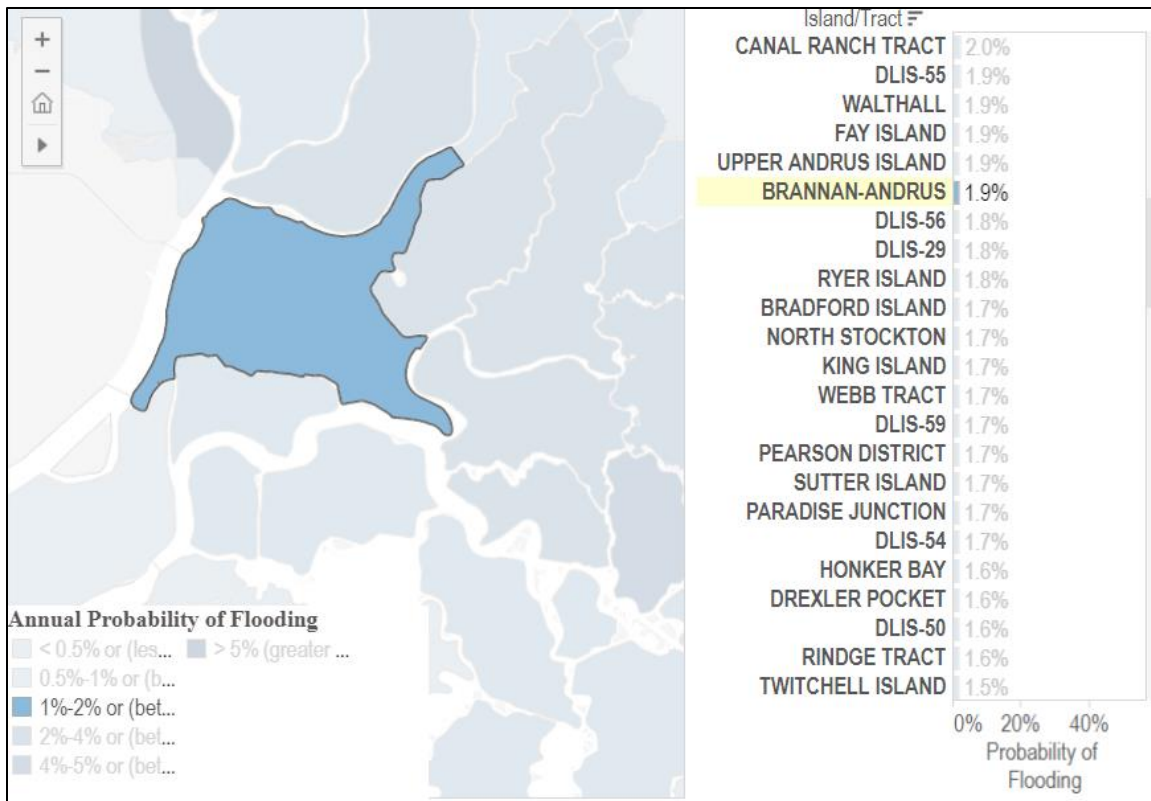 Island/Tract
CANAL RANCH TRACT 2.0%
DLIS-55 1.9%
WALTHALL 1.9%
FAY ISLAND 1.9%
UPPER ANDRUS ISLAND 1.9%
BRANNAN-ANDRUS 1.9%
DLIS-56 1.8%
DLIS-29 1.8%
RYER ISLAND 1.8%
BRADFORD ISLAND 1.7%
NORTH STOCKTON 1.7%
KING ISLAND 1.7%
WEBB TRACT 1.7%
DLIS-59 1.7%
PEARSON DISTRICT 1.7%
SUTTER ISLAND 1.7%
PARADISE JUNCTION 1.7%
DLIS-54 1.7%
HONKER BAY 1.6%
DREXLER POCKET 1.6%
DLIS-50 1.6%
RINDGE TRACT 1.6%
TWITCHELL ISLAND 1.5%
0% 20% 40%
Probability of
Flooding
Annual Probability of Flooding
< 0.5% or (les... > 5% (greater ...
0.5%-1% or (b...
1%-2% or (bet...
2%-4% or (bet...
4%-5% or (bet...